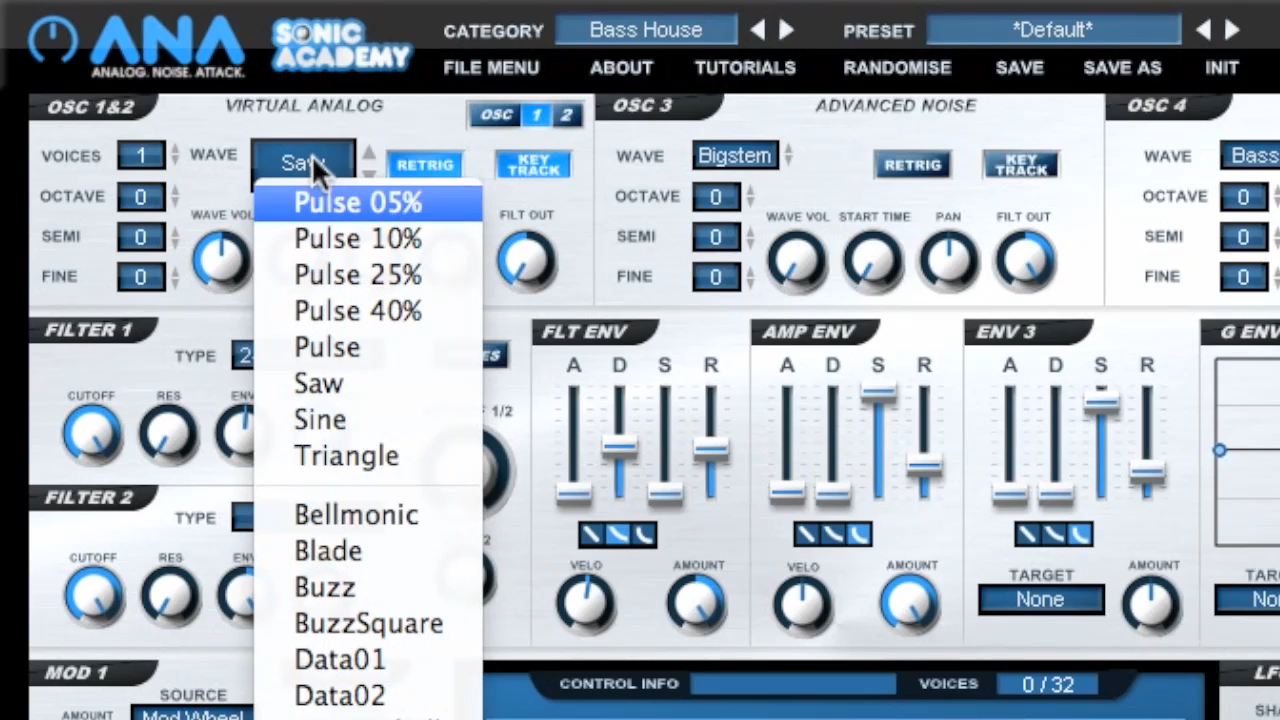 ANA
ANALOG. NOISE. ATTACK.
SONIC ACADEMY
CATEGORY Bass House
PRESET *Default*
FILE MENU ABOUT TUTORIALS RANDOMISE SAVE SAVE AS INIT
OSC 1&2 VIRTUAL ANALOG OSC 1 2
VOICES 1 WAVE Saw RETRIG KEY TRACK
OCTAVE 0
SEMI 0
FINE 0
WAVE VOL
FILT OUT
Pulse 05%
Pulse 10%
Pulse 25%
Pulse 40%
Pulse
Saw
Sine
Triangle
Bellmonic
Blade
Buzz
BuzzSquare
Data01
Data02
OSC 3 ADVANCED NOISE
WAVE Bigstem RETRIG KEY TRACK
OCTAVE 0
SEMI 0
FINE 0
WAVE VOL START TIME PAN FILT OUT
OSC 4
WAVE Bass
OCTAVE 0
SEMI 0
FINE 0
FILTER 1
TYPE 2
CUTOFF RES ENV
1/2
FILTER 2
TYPE
CUTOFF RES
FLT ENV
A D S R
VELO AMOUNT
AMP ENV
A D S R
VELO AMOUNT
ENV 3
A D S R
TARGET AMOUNT
None
G ENV
MOD 1
SOURCE
AMOUNT Mod Wheel
CONTROL INFO VOICES 0 / 32